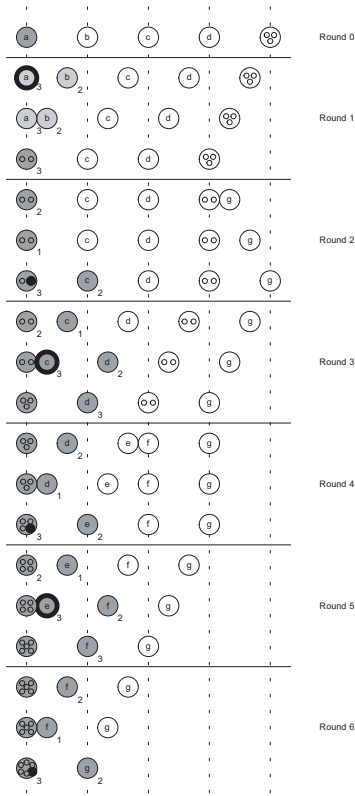 a b c d Round 0
a 3 b 2 c d
a 3 b 2 c d Round 1
3 c d
2 c d g
1 c d g Round 2
3 c 2 d g
2 c 1 d g
c 3 d 2 g Round 3
d 3 g
d 2 e f g
d 1 e f g Round 4
3 e 2 f g
2 e 1 f g
e 3 f 2 g Round 5
f 3 g
f 2 g
f 1 g Round 6
3 g 2